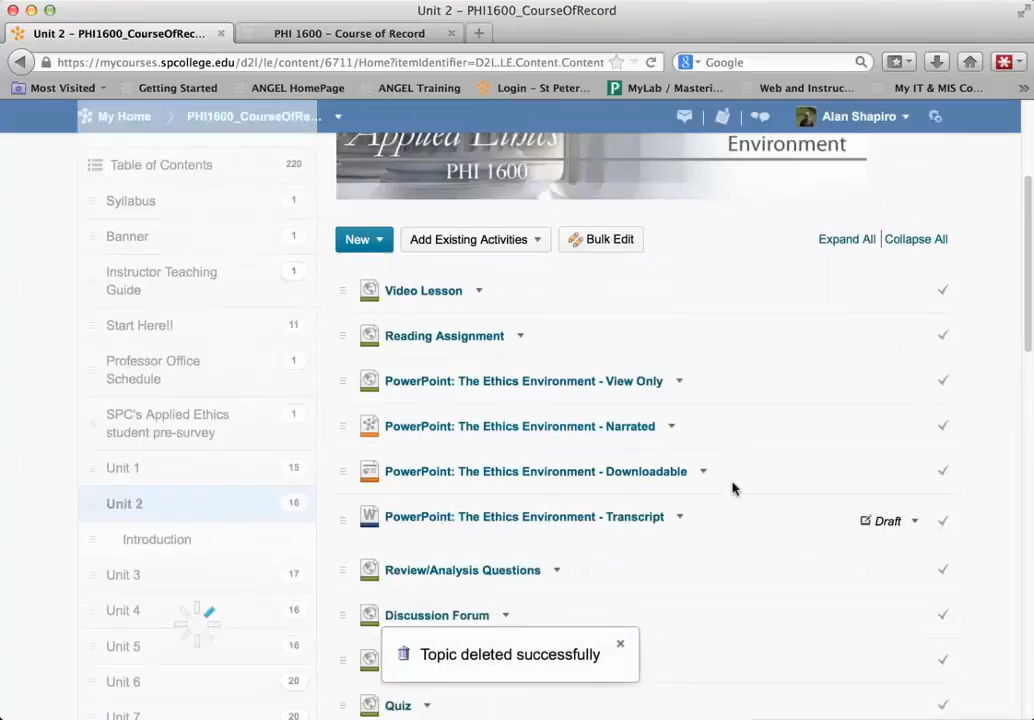 Unit 2 – PHI1600_CourseOfRecord
Unit 2 – PHI1600_CourseOfRec...
PHI 1600 – Course of Record
https://mycourses.spcollege.edu/d2l/le/content/6711/Home?itemIdentifier=D2L.LE.Content.Content
Google
Most Visited
Getting Started
ANGEL HomePage
ANGEL Training
Login – St Peter...
MyLab / Masteri...
Web and Instruc...
My IT & MIS Co...
My Home
PHI1600_CourseOfRe...
Alan Shapiro
Applied Ethics
PHI 1600
Environment
Table of Contents 220
Syllabus 1
Banner 1
Instructor Teaching Guide 1
Start Here!! 11
Professor Office Schedule 1
SPC's Applied Ethics student pre-survey 1
Unit 1 15
Unit 2 16
Introduction
Unit 3 17
Unit 4 16
Unit 5 16
Unit 6 20
Unit 7 20
New
Add Existing Activities
Bulk Edit
Expand All | Collapse All
Video Lesson
Reading Assignment
PowerPoint: The Ethics Environment - View Only
PowerPoint: The Ethics Environment - Narrated
PowerPoint: The Ethics Environment - Downloadable
PowerPoint: The Ethics Environment - Transcript
Draft
Review/Analysis Questions
Discussion Forum
Topic deleted successfully
Quiz